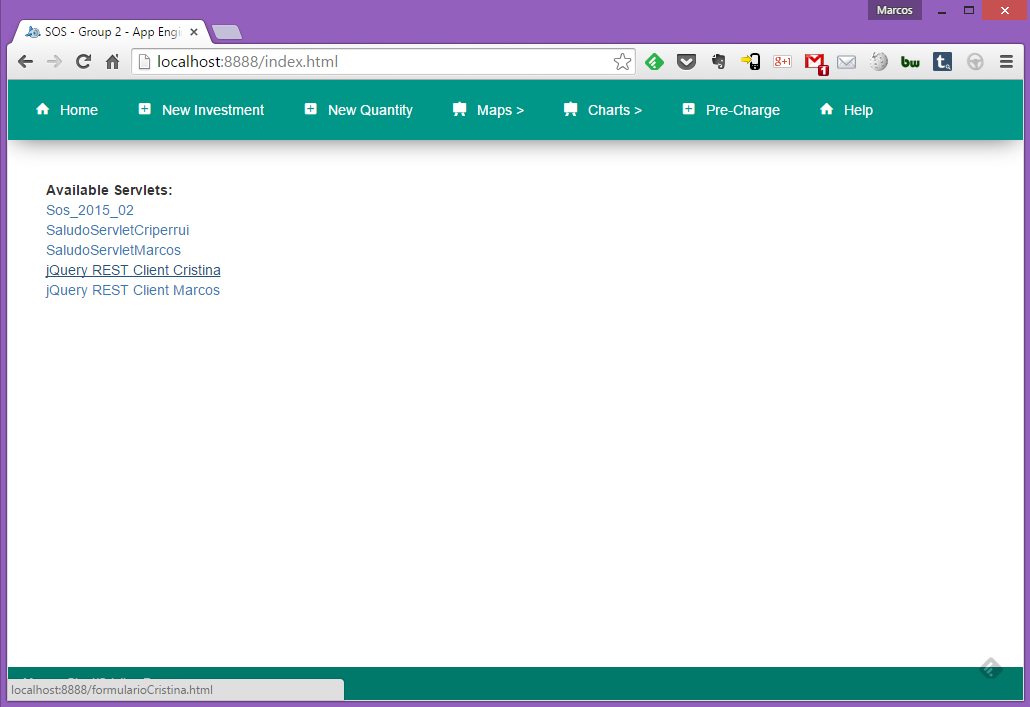 Marcos
SOS - Group 2 - App Engi
localhost:8888/index.html
g+1
1
bw
t.
Home
New Investment
New Quantity
Maps >
Charts >
Pre-Charge
Help
Available Servlets:
Sos_2015_02
SaludoServletCriperrui
SaludoServletMarcos
jQuery REST Client Cristina
jQuery REST Client Marcos
localhost:8888/formularioCristina.html